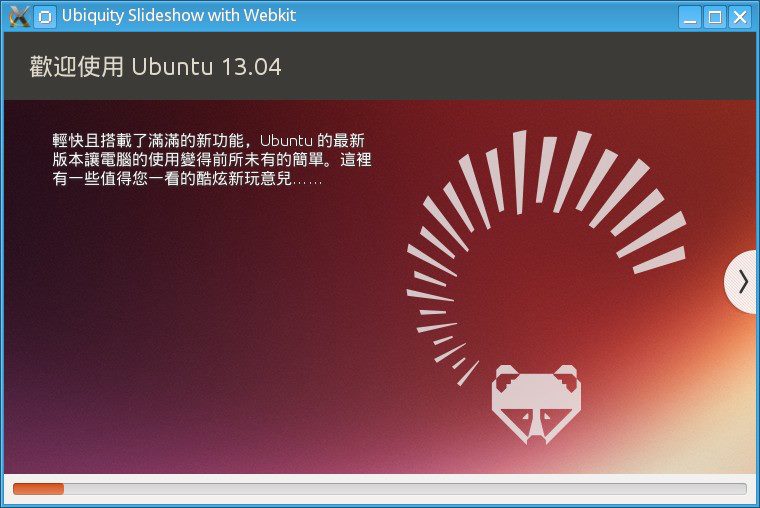 Ubiquity Slideshow with Webkit
歡迎使用 Ubuntu 13.04
輕快且搭載了滿滿的新功能，Ubuntu 的最新
版本讓電腦的使用變得前所未有的簡單。這裡
有一些值得您一看的酷炫新玩意兒……